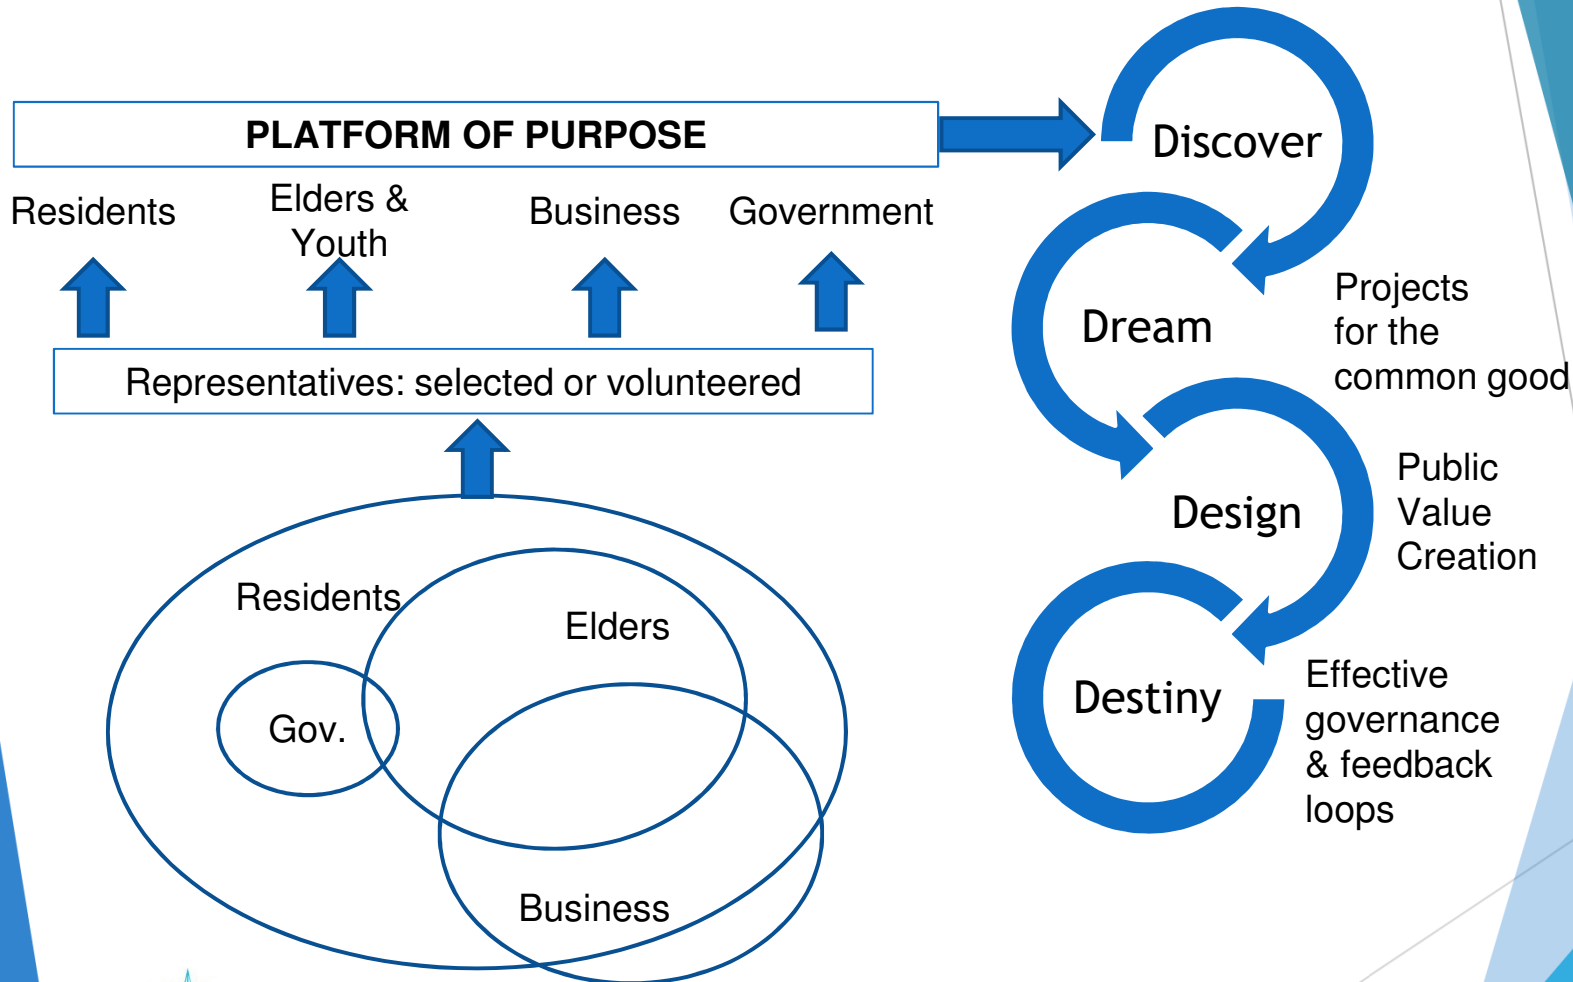 PLATFORM OF PURPOSE
Residents
Elders &
Youth
Business
Government
Representatives: selected or volunteered
Residents
Elders
Gov.
Business
Discover
Dream
Projects
for the
common good
Design
Public
Value
Creation
Destiny
Effective
governance
& feedback
loops